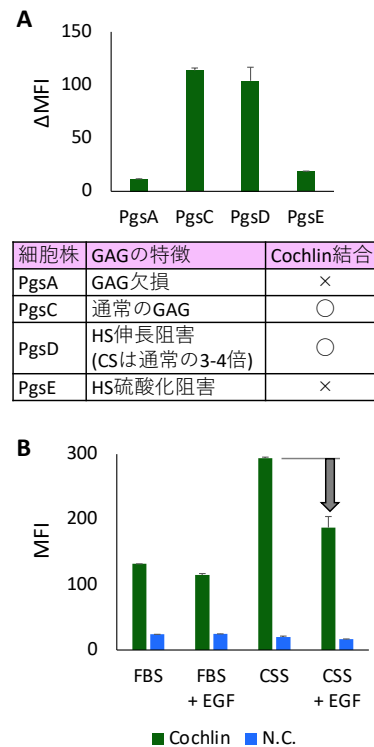 A
ΔMFI
150
100
50
0
PgsA PgsC PgsD PgsE
細胞株 GAGの特徴 Cochlin結合
PgsA GAG欠損 ×
PgsC 通常のGAG ○
PgsD HS伸長阻害 ○
(CSは通常の3-4倍)
PgsE HS硫酸化阻害 ×
B
MFI
300
200
100
0
FBS FBS CSS CSS
+ EGF + EGF
Cochlin N.C.